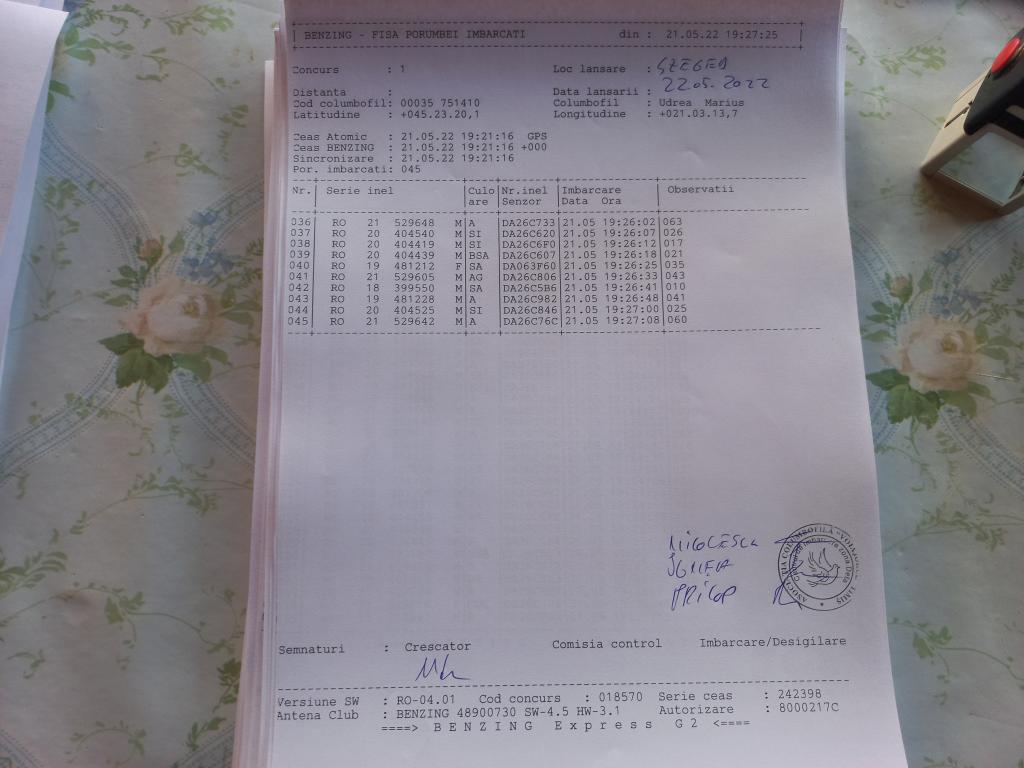 BENZING - FISA PORUMBEI IMBARCATI din : 21.05.22 19:27:25
Concurs : 1 Loc lansare : SZEGED
Distanta : Data lansarii : 22.05.2022
Cod columbofil: 00035 751410 Columbofil : Udrea Marius
Latitudine : +045.23.20,1 Longitudine : +021.03.13,7
Ceas Atomic : 21.05.22 19:21:16 GPS
Ceas BENZING : 21.05.22 19:21:16 +000
Sincronizare : 21.05.22 19:21:16
Por. imbarcati: 045
Nr.| Serie inel |Culo|Nr.inel |Imbarcare | Observatii
are Senzor Data Ora
036| RO 21 529648 M|A |DA26C733|21.05 19:26:02|063
037 RO 20 404540 M|SI |DA26C620|21.05 19:26:07|026
038 RO 20 404419 M|SI |DA26C6F0|21.05 19:26:12|017
039 RO 20 404439 M|BSA|DA26C607|21.05 19:26:18|021
040 RO 19 481212 F|SA |DA063F60|21.05 19:26:25|035
041 RO 21 529605 M|AG |DA26C806|21.05 19:26:33|043
042 RO 18 399550 M|SA |DA26C5B6|21.05 19:26:41|010
043 RO 19 481228 M|A |DA26C982|21.05 19:26:48|041
044 RO 20 404525 M|SI |DA26C846|21.05 19:27:00|025
045| RO 21 529642 M|A |DA26C76C|21.05 19:27:08|060
PRICOP
ASOCIATIA COLUMBOFILA TIMIS
Semnaturi : Crescator Comisia control Imbarcare/Desigilare
Versiune SW : RO-04.01 Cod concurs : 018570 Serie ceas : 242398
Antena Club : BENZING 48900730 SW-4.5 HW-3.1 Autorizare : 8000217C
====> B E N Z I N G E x p r e s s G 2 <====